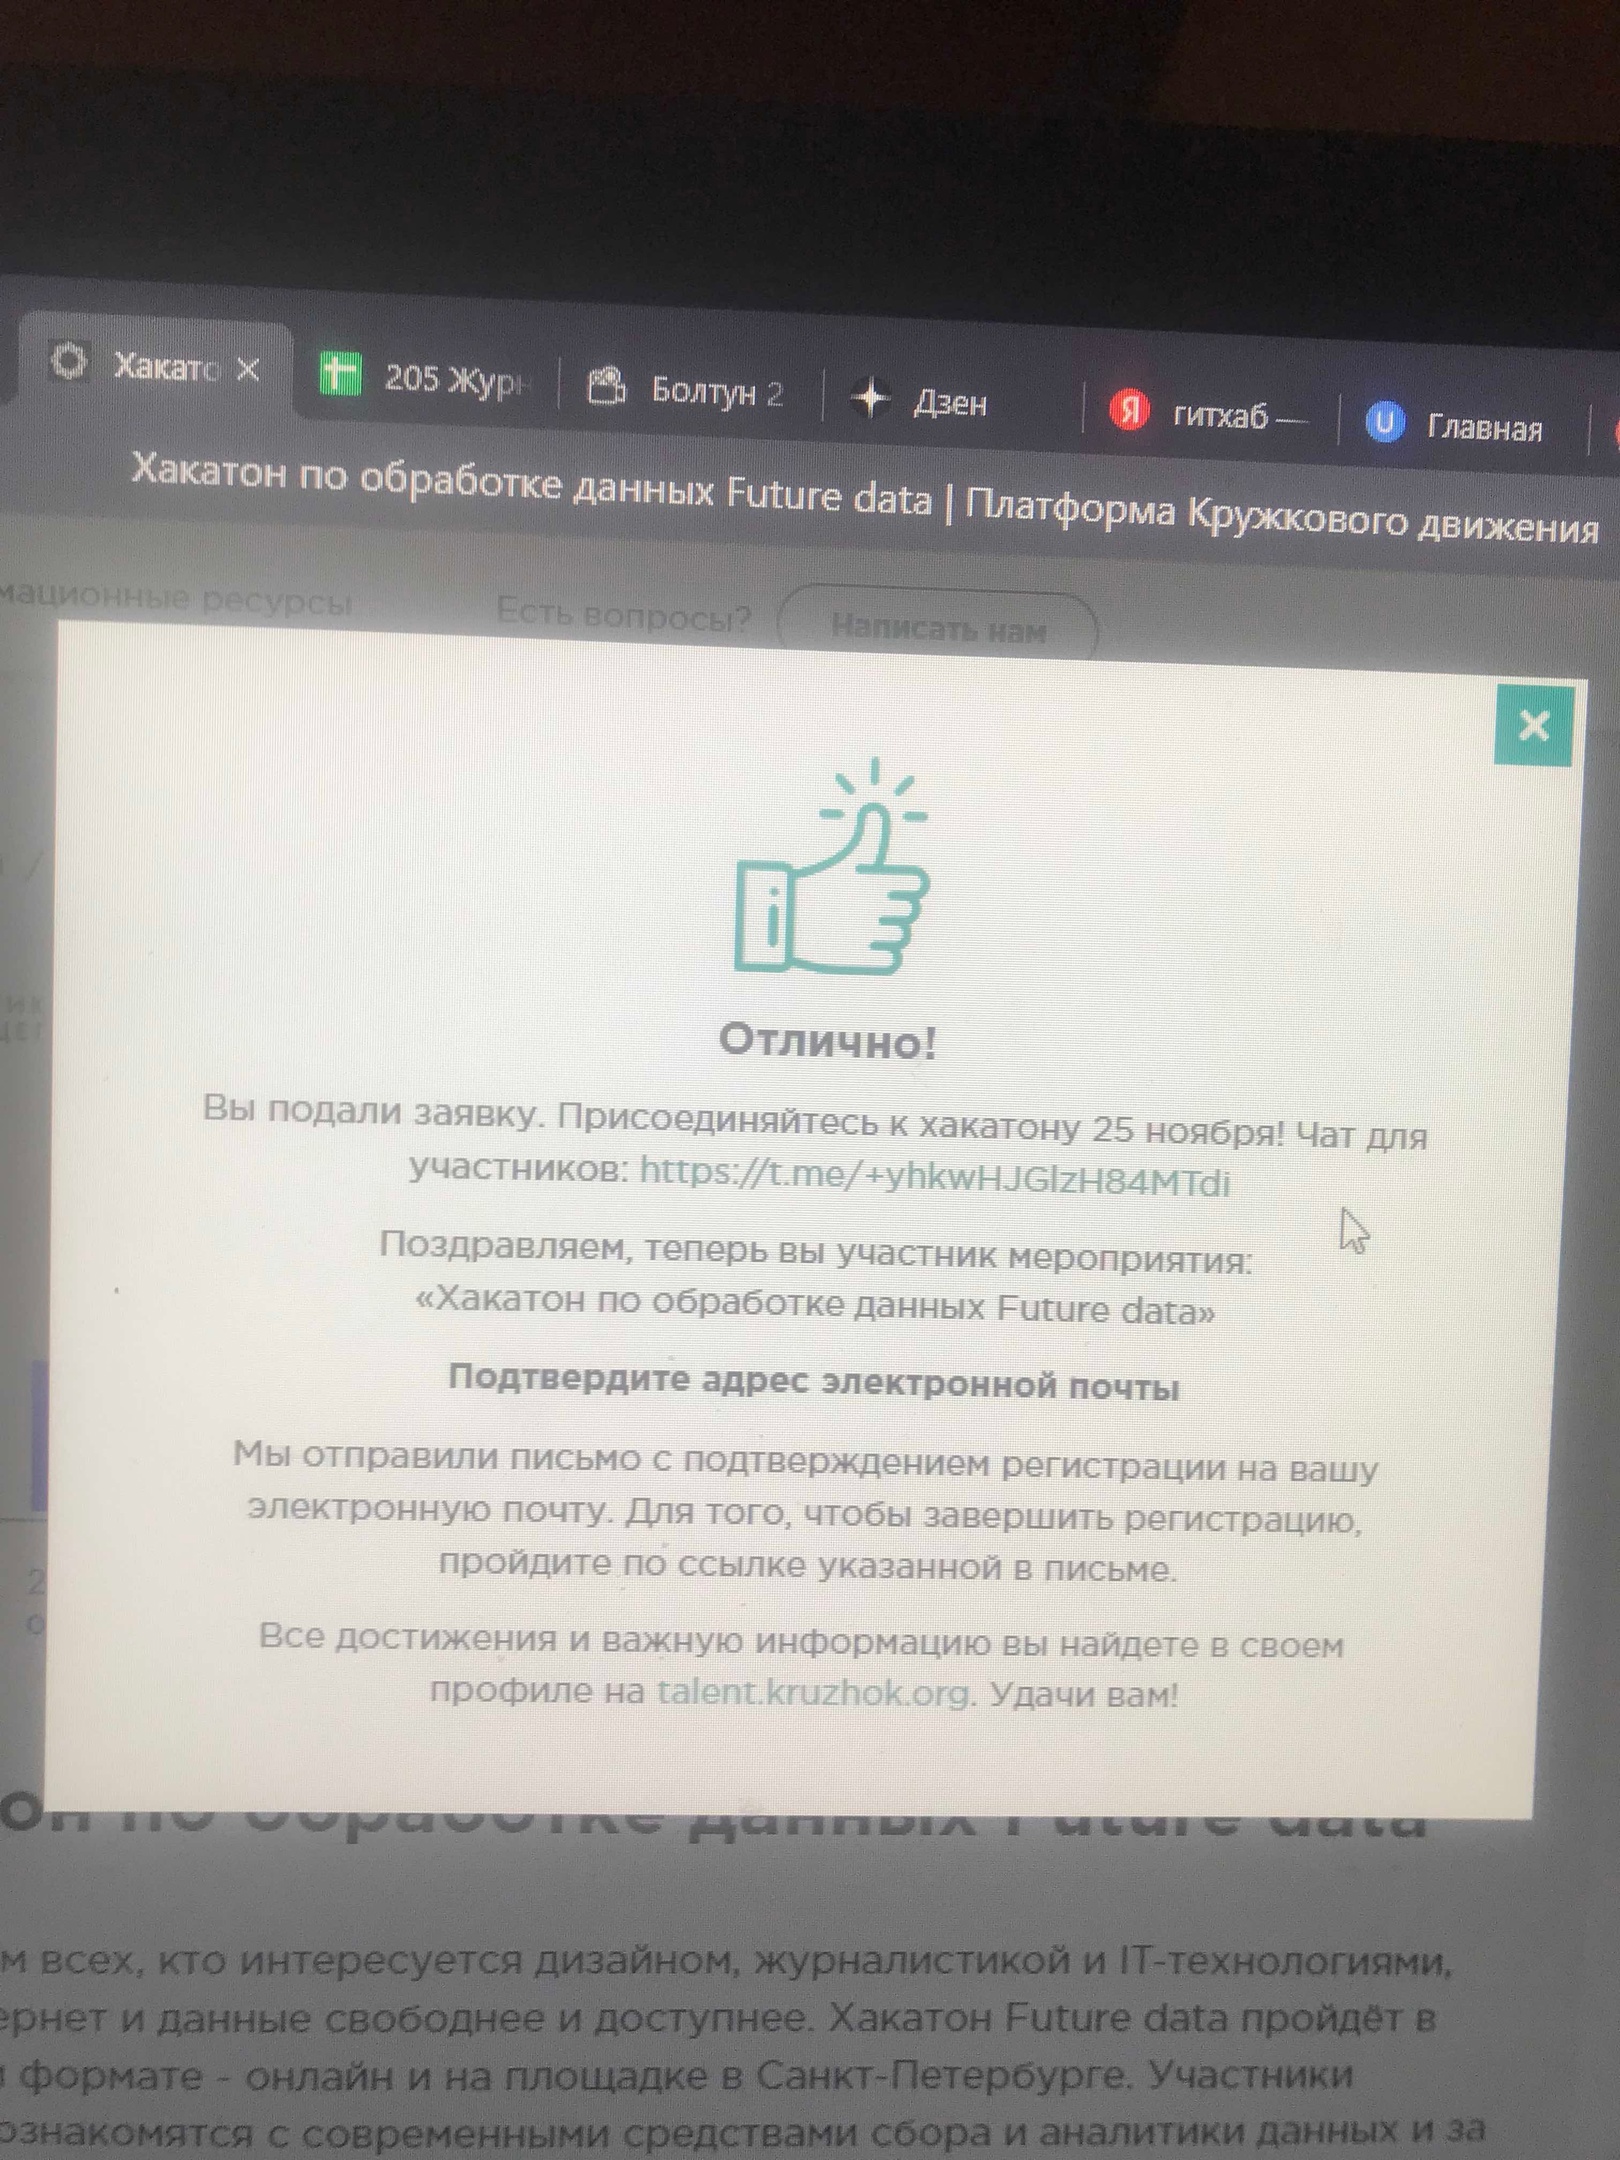 Хакато
205 Журн
Болтун 2
Дзен
Я
гитхаб —
U
Главная
Хакатон по обработке данных Future data | Платформа Кружкового движения
мационные ресурсы
Есть вопросы?
Написать нам
Отлично!
Вы подали заявку. Присоединяйтесь к хакатону 25 ноября! Чат для
участников: https://t.me/+yhkwHJGlzH84MTdi
Поздравляем, теперь вы участник мероприятия:
«Хакатон по обработке данных Future data»
Подтвердите адрес электронной почты
Мы отправили письмо с подтверждением регистрации на вашу
электронную почту. Для того, чтобы завершить регистрацию,
пройдите по ссылке указанной в письме.
Все достижения и важную информацию вы найдете в своем
профиле на talent.kruzhok.org. Удачи вам!
он по обработке данных Future data
м всех, кто интересуется дизайном, журналистикой и IT-технологиями,
ернет и данные свободнее и доступнее. Хакатон Future data пройдёт в
формате - онлайн и на площадке в Санкт-Петербурге. Участники
ознакомятся с современными средствами сбора и аналитики данных и за